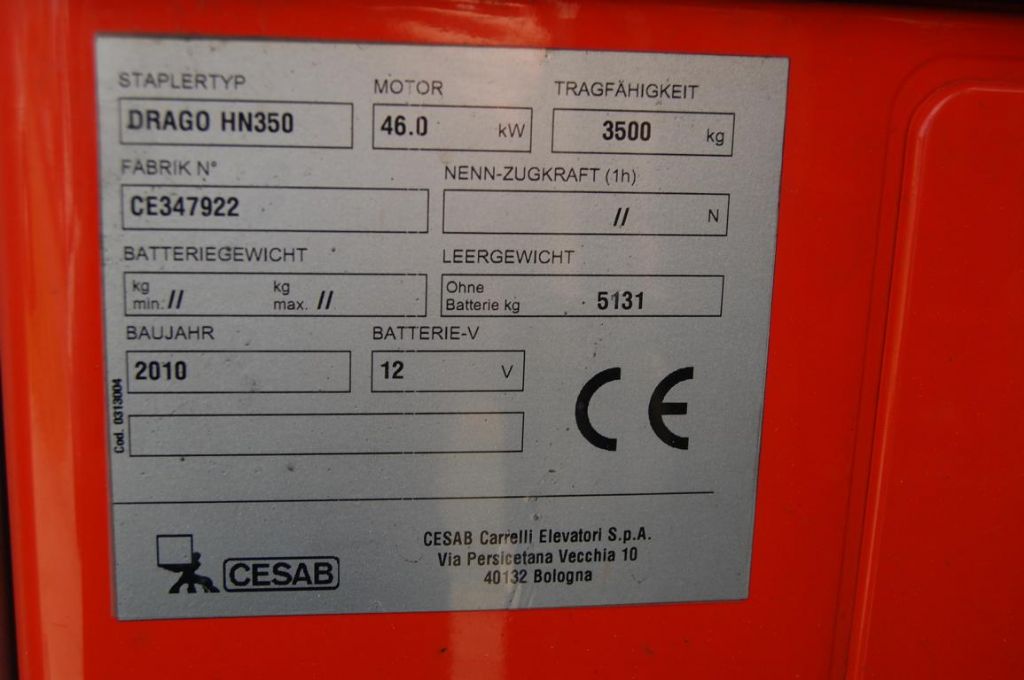 STAPLERTYP
DRAGO HN350
MOTOR
46.0 kW
TRAGFÄHIGKEIT
3500 kg
FABRIK N°
CE347922
NENN-ZUGKRAFT (1h)
// N
BATTERIEGEWICHT
kg min. // kg max. //
LEERGEWICHT
Ohne
Batterie kg 5131
BAUJAHR
2010
BATTERIE-V
12 V
Cod. 0313004
CE
CESAB
CESAB Carrelli Elevatori S.p.A.
Via Persicetana Vecchia 10
40132 Bologna